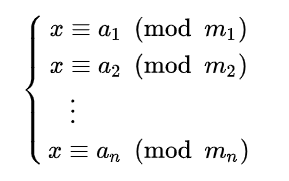 x ≡ a₁ (mod m₁)
x ≡ a₂ (mod m₂)
⋮
x ≡ aₙ (mod mₙ)